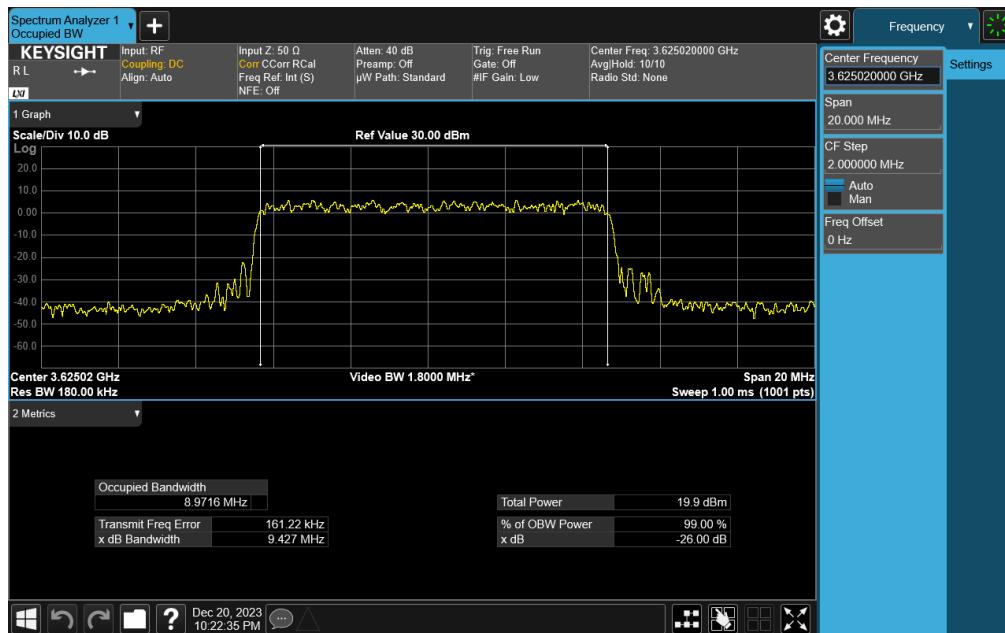 Spectrum Analyzer 1
Occupied BW
KEYSIGHT
R L
LXI
Input: RF
Coupling: DC
Align: Auto
Input Z: 50 Ω
Corr CCorr RCal
Freq Ref: Int (S)
NFE: Off
Atten: 40 dB
Preamp: Off
µW Path: Standard
Trig: Free Run
Gate: Off
#IF Gain: Low
Center Freq: 3.625020000 GHz
Avg|Hold: 10/10
Radio Std: None
1 Graph
Scale/Div 10.0 dB
Ref Value 30.00 dBm
Log
20.0
10.0
0.00
-10.0
-20.0
-30.0
-40.0
-50.0
-60.0
Center 3.62502 GHz
Video BW 1.8000 MHz*
Span 20 MHz
Res BW 180.00 kHz
Sweep 1.00 ms (1001 pts)
2 Metrics
Occupied Bandwidth
8.9716 MHz
Transmit Freq Error 161.22 kHz
x dB Bandwidth 9.427 MHz
Total Power 19.9 dBm
% of OBW Power 99.00 %
x dB -26.00 dB
Frequency
Settings
Center Frequency
3.625020000 GHz
Span
20.000 MHz
CF Step
2.000000 MHz
Auto
Man
Freq Offset
0 Hz
?
Dec 20, 2023
10:22:35 PM